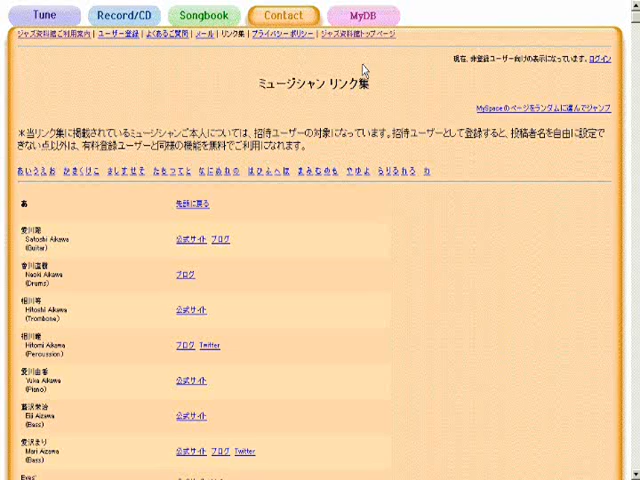 Tune Record/CD Songbook Contact MyDB
ジャズ資料館ご利用案内 | ユーザー登録 | よくあるご質問 | メール | リンク集 | プライバシーポリシー | ジャズ資料館トップページ
現在、非登録ユーザー向けの表示になっています。ログイン
ミュージシャン リンク集
MySpaceのページをランダムに選んでジャンプ
＊当リンク集に掲載されているミュージシャンご本人については、招待ユーザーの対象になっています。招待ユーザーとして登録すると、投稿者名を自由に設定で
きない点以外は、有料登録ユーザーと同様の機能を無料でご利用になれます。
あいうえお かきくけこ さしすせそ たちつてと なにぬねの はひふへほ まみむめも やゆよ らりるれろ わ
あ 先頭に戻る
Satoshi Aikawa 公式サイト ブログ
(Guitar)
Naoki Aikawa ブログ
(Drums)
相川等
Hitoshi Aikawa 公式サイト
(Trombone)
相川瞳
Hitomi Aikawa ブログ Twitter
(Percussion)
愛川由香
Yuka Aikawa 公式サイト
(Piano)
藍沢栄治
Eiji Aizawa 公式サイト
(Bass)
愛沢まり
Mari Aizawa 公式サイト ブログ Twitter
(Bass)